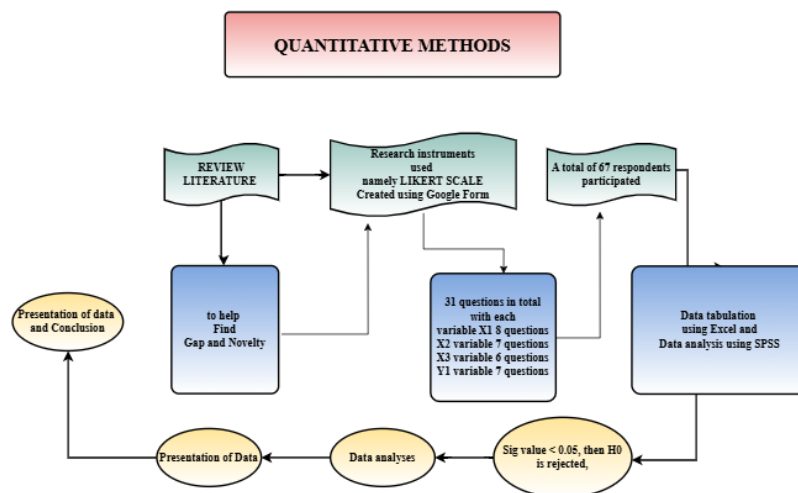 QUANTITATIVE METHODS
REVIEW
LITERATURE
Research instruments
used
namely LIKERT SCALE
Created using Google Form
A total of 67 respondents
participated
to help
Find
Gap and Novelty
31 questions in total
with each
variable X1 8 questions
X2 variable 7 questions
X3 variable 6 questions
Y1 variable 7 questions
Data tabulation
using Excel and
Data analysis using SPSS
Sig value < 0.05, then H0
is rejected,
Data analyses
Presentation of Data
Presentation of data
and Conclusion